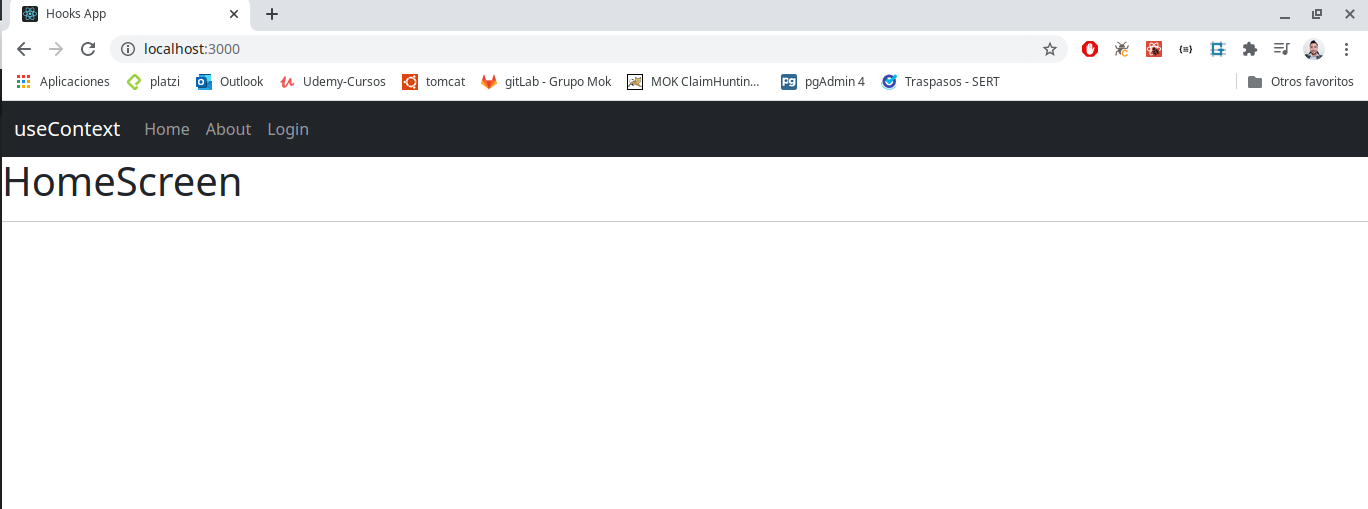 Hooks App
localhost:3000
Aplicaciones platzi Outlook Udemy-Cursos tomcat gitLab - Grupo Mok MOK ClaimHuntin... pgAdmin 4 Traspasos - SERT Otros favoritos
useContext Home About Login
HomeScreen